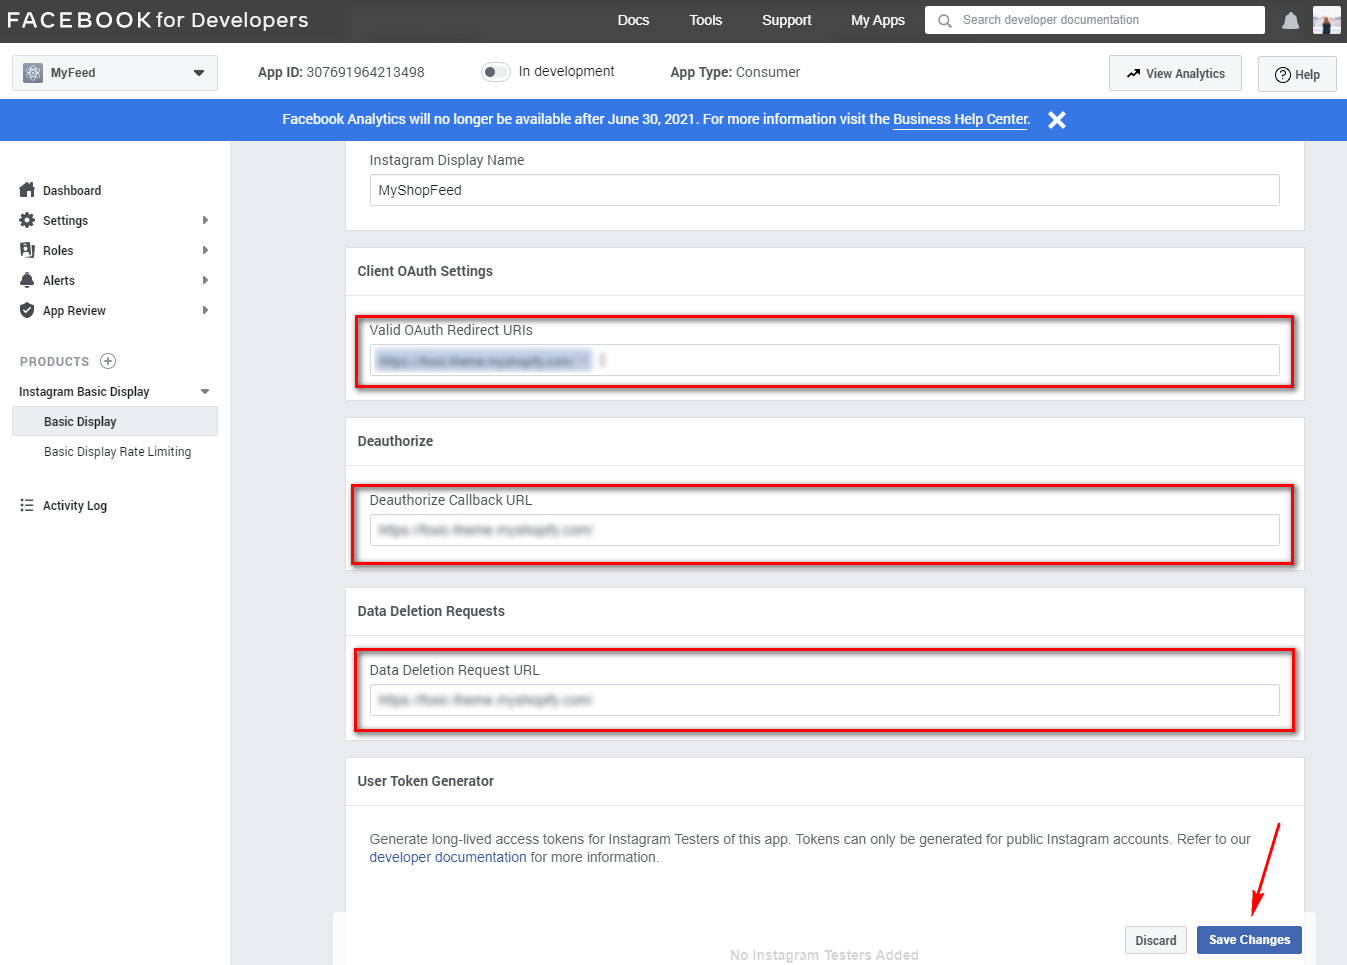 FACEBOOK for Developers
Docs
Tools
Support
My Apps
Search developer documentation
MyFeed
App ID: 307691964213498
In development
App Type: Consumer
View Analytics
Help
Facebook Analytics will no longer be available after June 30, 2021. For more information visit the Business Help Center.
Dashboard
Settings
Roles
Alerts
App Review
PRODUCTS
Instagram Basic Display
Basic Display
Basic Display Rate Limiting
Activity Log
Instagram Display Name
MyShopFeed
Client OAuth Settings
Valid OAuth Redirect URIs
Deauthorize
Deauthorize Callback URL
Data Deletion Requests
Data Deletion Request URL
User Token Generator
Generate long-lived access tokens for Instagram Testers of this app. Tokens can only be generated for public Instagram accounts. Refer to our
developer documentation for more information.
Discard
Save Changes
No Instagram Testers Added